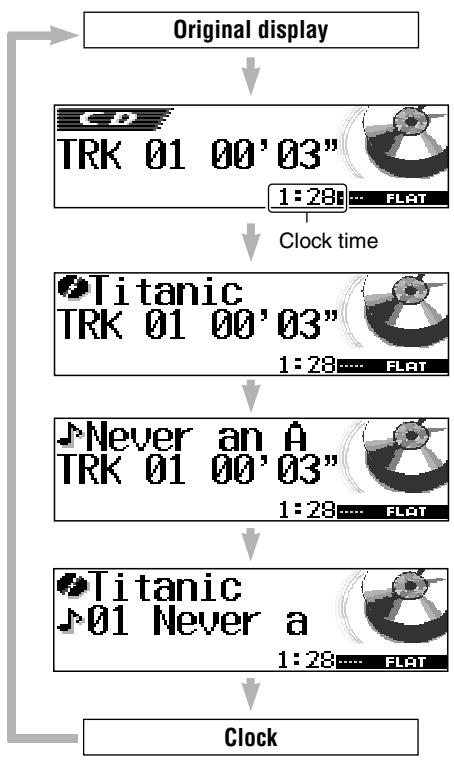 Original display
CD
TRK 01 00'03"
1:28 FLAT
Clock time
Titanic
TRK 01 00'03"
1:28 FLAT
Never an A
TRK 01 00'03"
1:28 FLAT
Titanic
01 Never a
1:28 FLAT
Clock